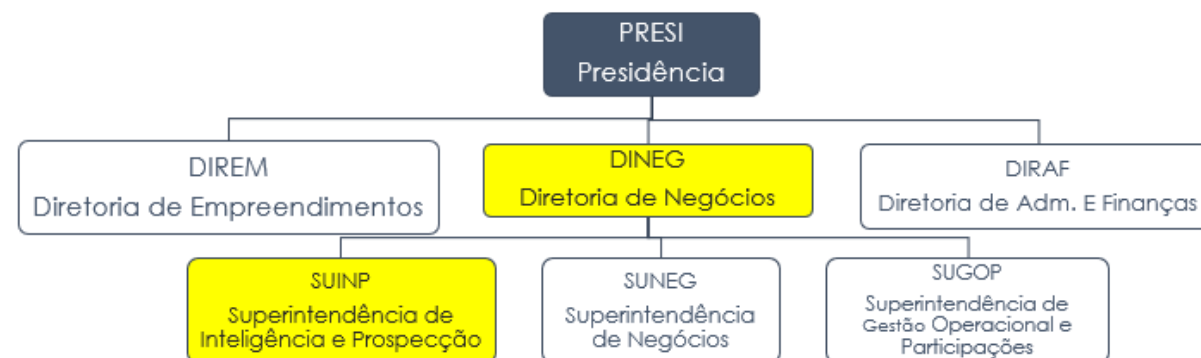 PRESI
Presidência
DIREM
Diretoria de Empreendimentos
DINEG
Diretoria de Negócios
DIRAF
Diretoria de Adm. E Finanças
SUINP
Superintendência de
Inteligência e Prospecção
SUNEG
Superintendência
de Negócios
SUGOP
Superintendência de
Gestão Operacional e
Participações